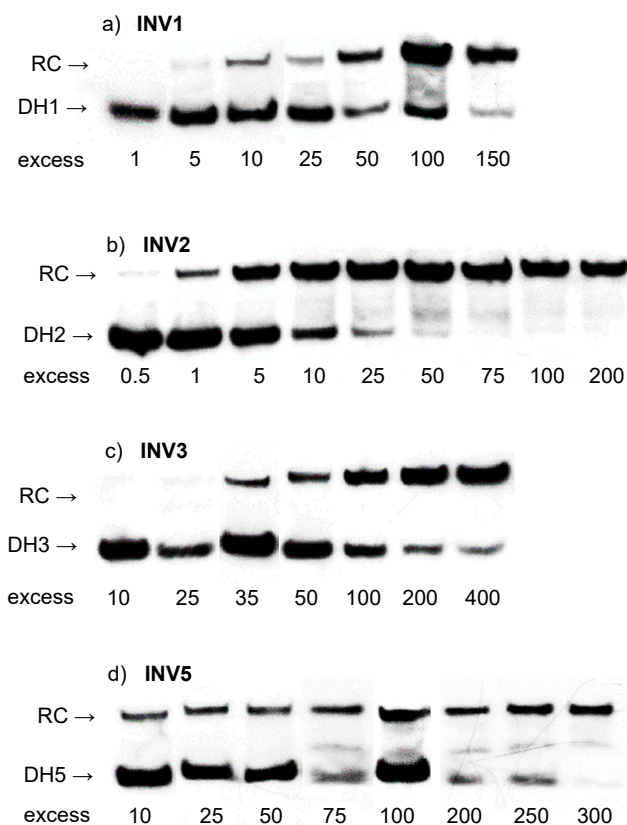 a) INV1
RC →
DH1 →
excess 1 5 10 25 50 100 150
b) INV2
RC →
DH2 →
excess 0.5 1 5 10 25 50 75 100 200
c) INV3
RC →
DH3 →
excess 10 25 35 50 100 200 400
d) INV5
RC →
DH5 →
excess 10 25 50 75 100 200 250 300